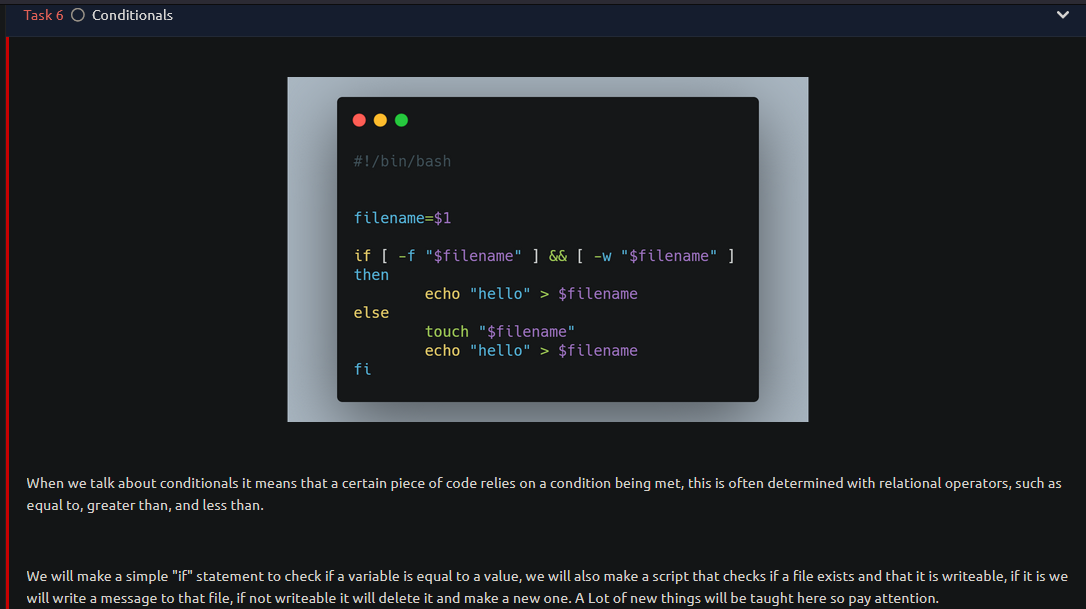 Task 6 Conditionals
#!/bin/bash
filename=$1
if [ -f "$filename" ] && [ -w "$filename" ]
then
echo "hello" > $filename
else
touch "$filename"
echo "hello" > $filename
fi
When we talk about conditionals it means that a certain piece of code relies on a condition being met, this is often determined with relational operators, such as
equal to, greater than, and less than.
We will make a simple "if" statement to check if a variable is equal to a value, we will also make a script that checks if a file exists and that it is writeable, if it is we
will write a message to that file, if not writeable it will delete it and make a new one. A Lot of new things will be taught here so pay attention.